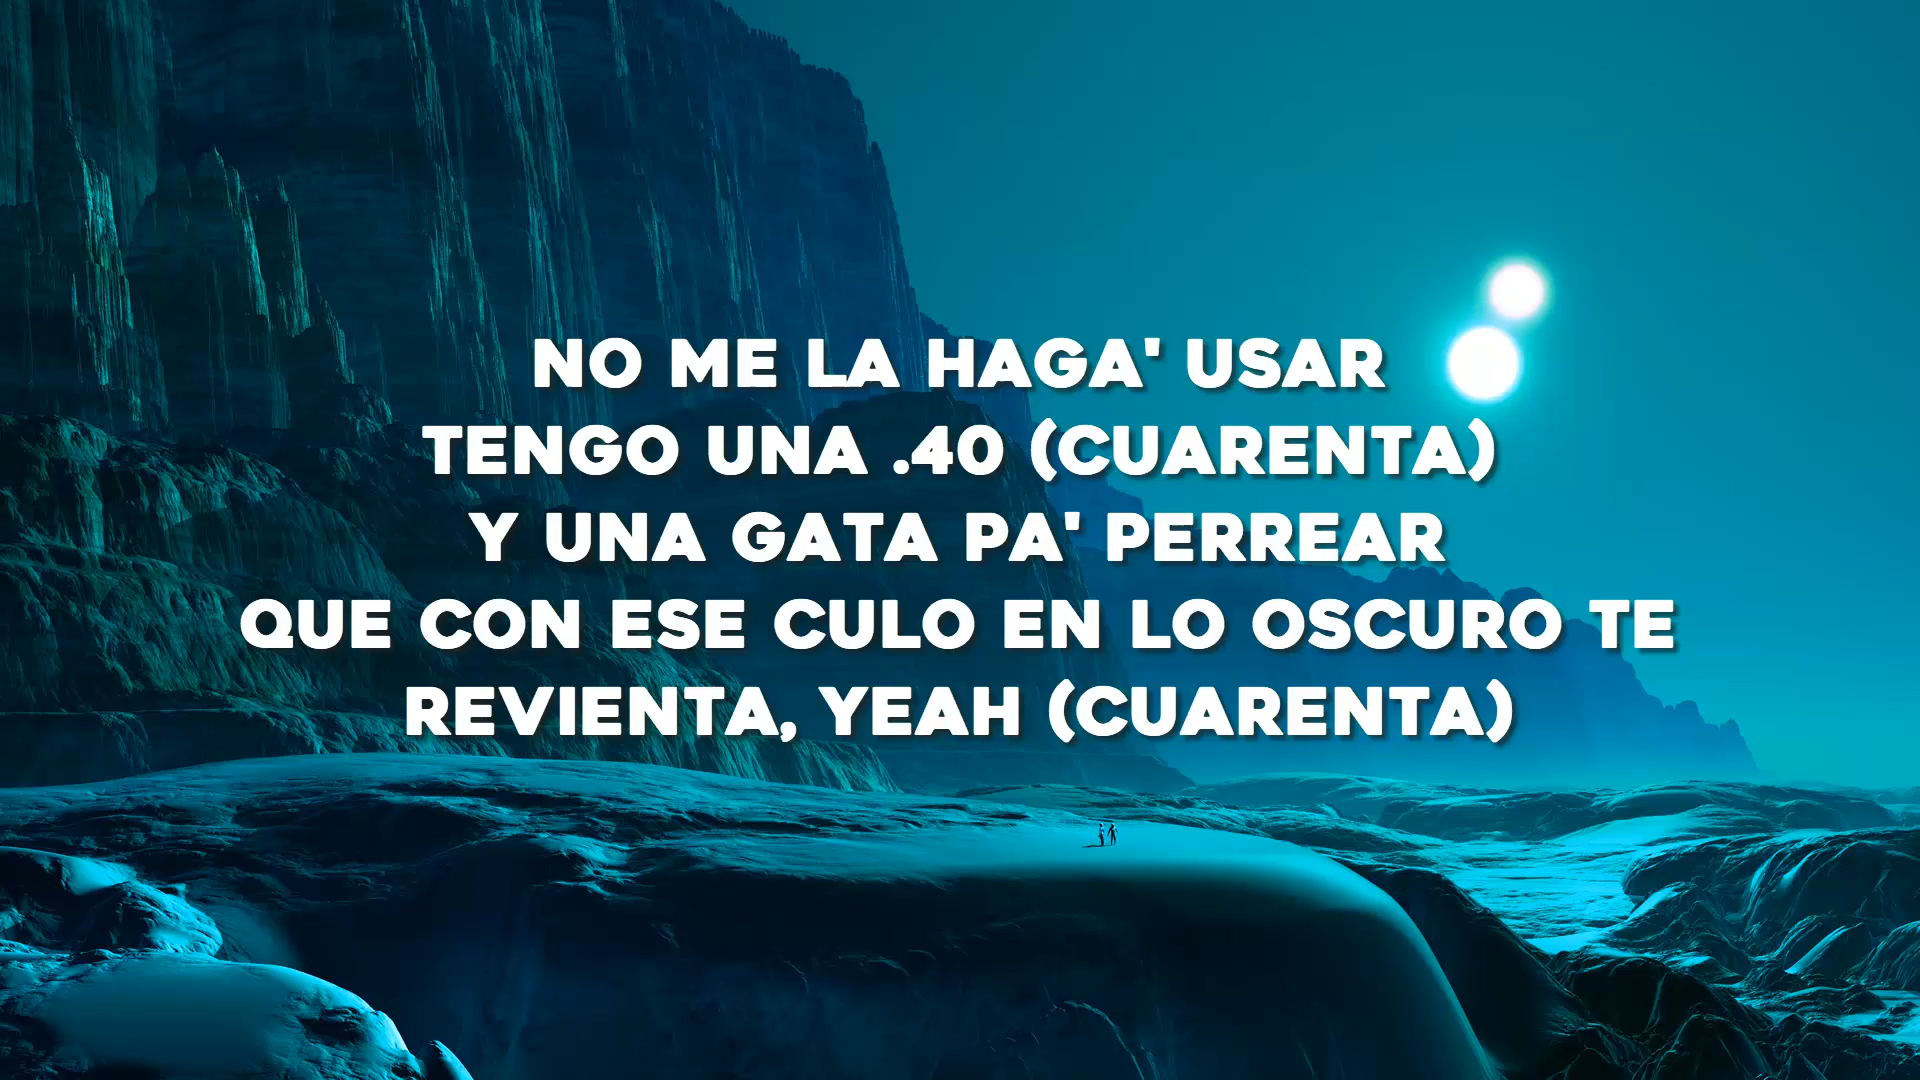 NO ME LA HAGA' USAR
TENGO UNA .40 (CUARENTA)
Y UNA GATA PA' PERREAR
QUE CON ESE CULO EN LO OSCURO TE
REVIENTA, YEAH (CUARENTA)